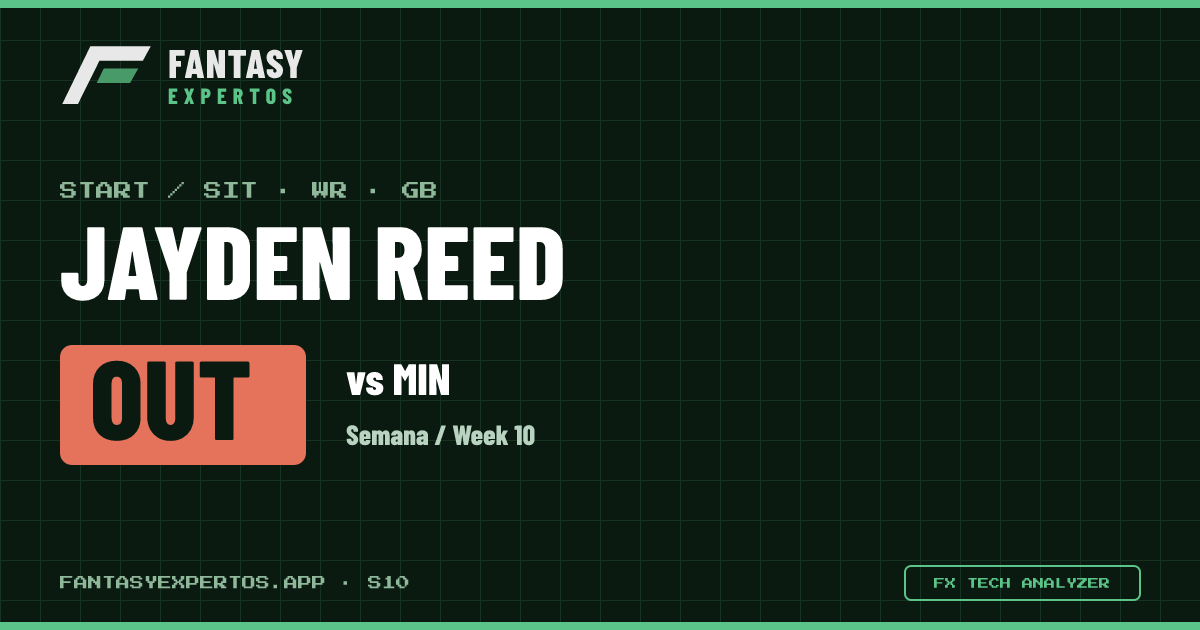 FANTASY
EXPERTOS
START / SIT · WR · GB
JAYDEN REED
OUT
vs MIN
Semana / Week 10
FANTASYEXPERTOS.APP · S10
FX TECH ANALYZER